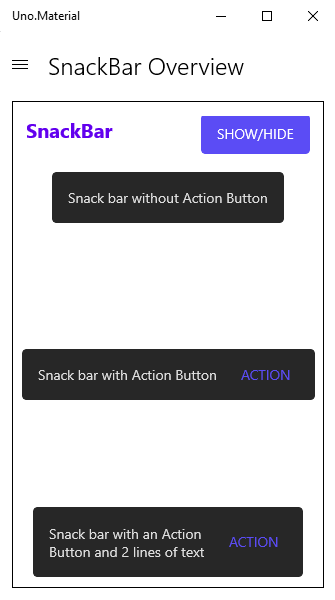 Uno.Material
SnackBar Overview
SnackBar
SHOW/HIDE
Snack bar without Action Button
Snack bar with Action Button
ACTION
Snack bar with an Action
Button and 2 lines of text
ACTION